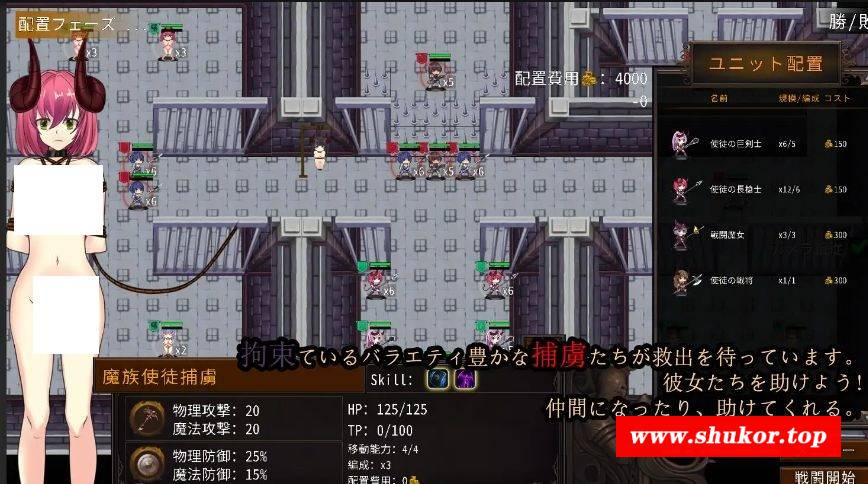 配置フェーズ....
勝/敗
x3
x3
x5
配置費用: 4000
-0
ユニット配置
名前 規模/編成 コスト
使徒の巨剣士 x6/5 150
使徒の長槍士 x12/6 150
戦闘魔女 x3/3 300
使徒の戦将 x1/1 300
x6
x6
x6
x5
x6
x6
x6
x2
拘束ているバラエティ豊かな捕虜たちが救出を待っています。
彼女たちを助けよう!
仲間になったり、助けてくれる。
魔族使徒捕虜
Skill:
物理攻撃: 20
魔法攻撃: 20
物理防御: 25%
魔法防御: 15%
HP: 125/125
TP: 0/100
移動能力: 4/4
編成: x3
配置費用: 0
www.shukor.top
戦闘開始